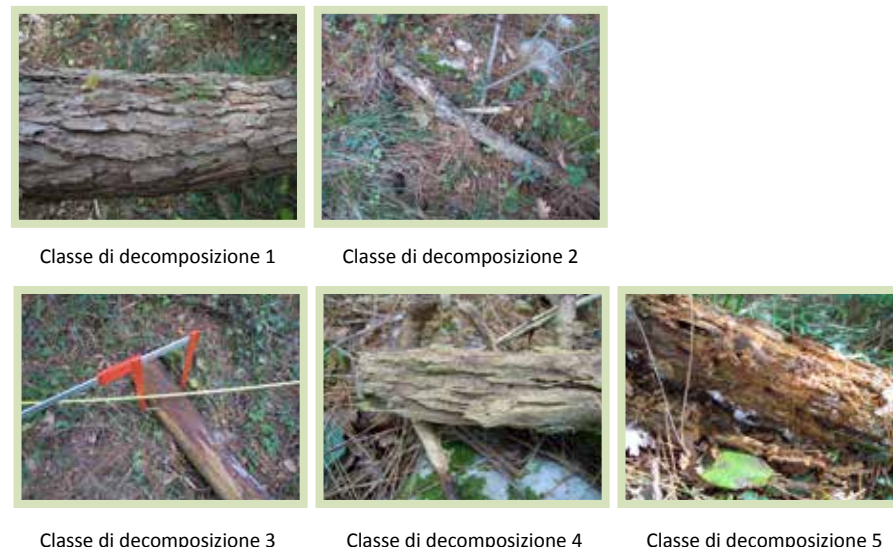 Classe di decomposizione 1
Classe di decomposizione 2
Classe di decomposizione 3
Classe di decomposizione 4
Classe di decomposizione 5